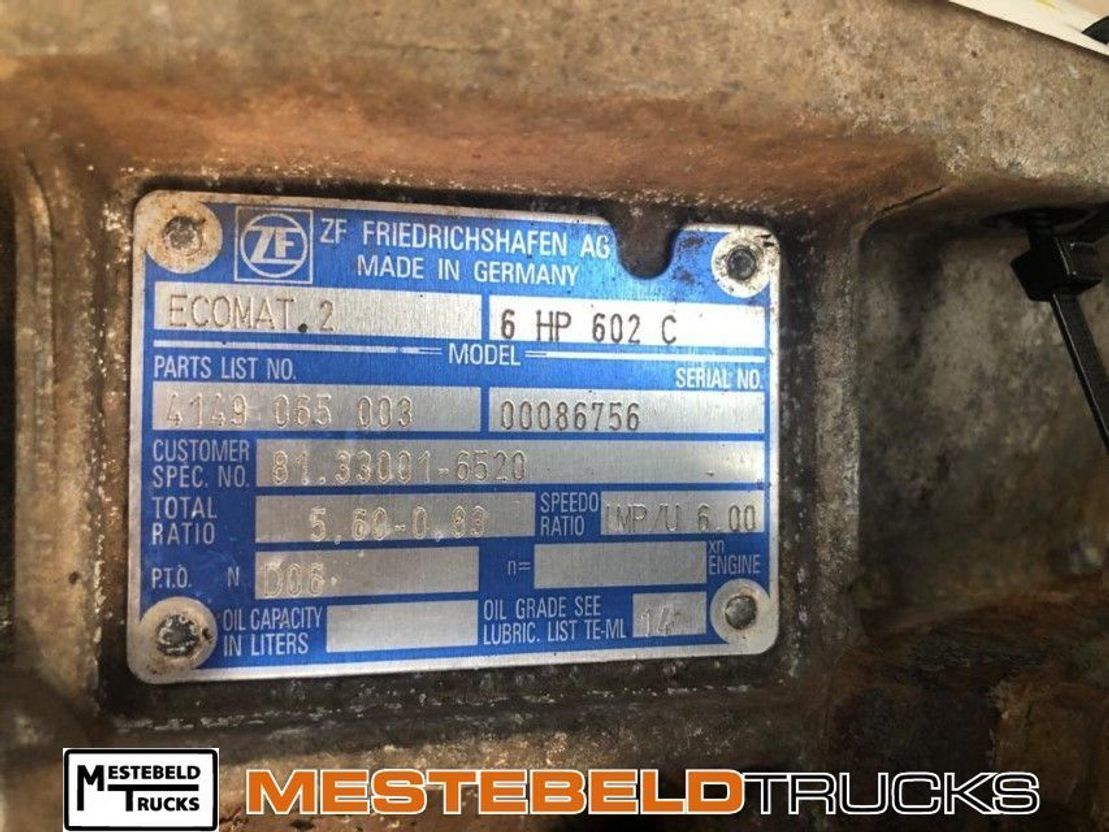 ZF
ZF FRIEDRICHSHAFEN AG
MADE IN GERMANY
ECOMAT.2 6 HP 602 C
MODEL
PARTS LIST NO. SERIAL NO.
4149 065 003 00086756
CUSTOMER
SPEC. NO. 81.33001-6520
TOTAL
RATIO 5,60-0,83 SPEEDO
RATIO IMP/U 6.00
P.T.O. N D06 n= xn
ENGINE
OIL CAPACITY
IN LITERS
OIL GRADE SEE
LUBRIC. LIST TE-ML 14
MESTEBELD
TRUCKS
MESTEBELDTRUCKS